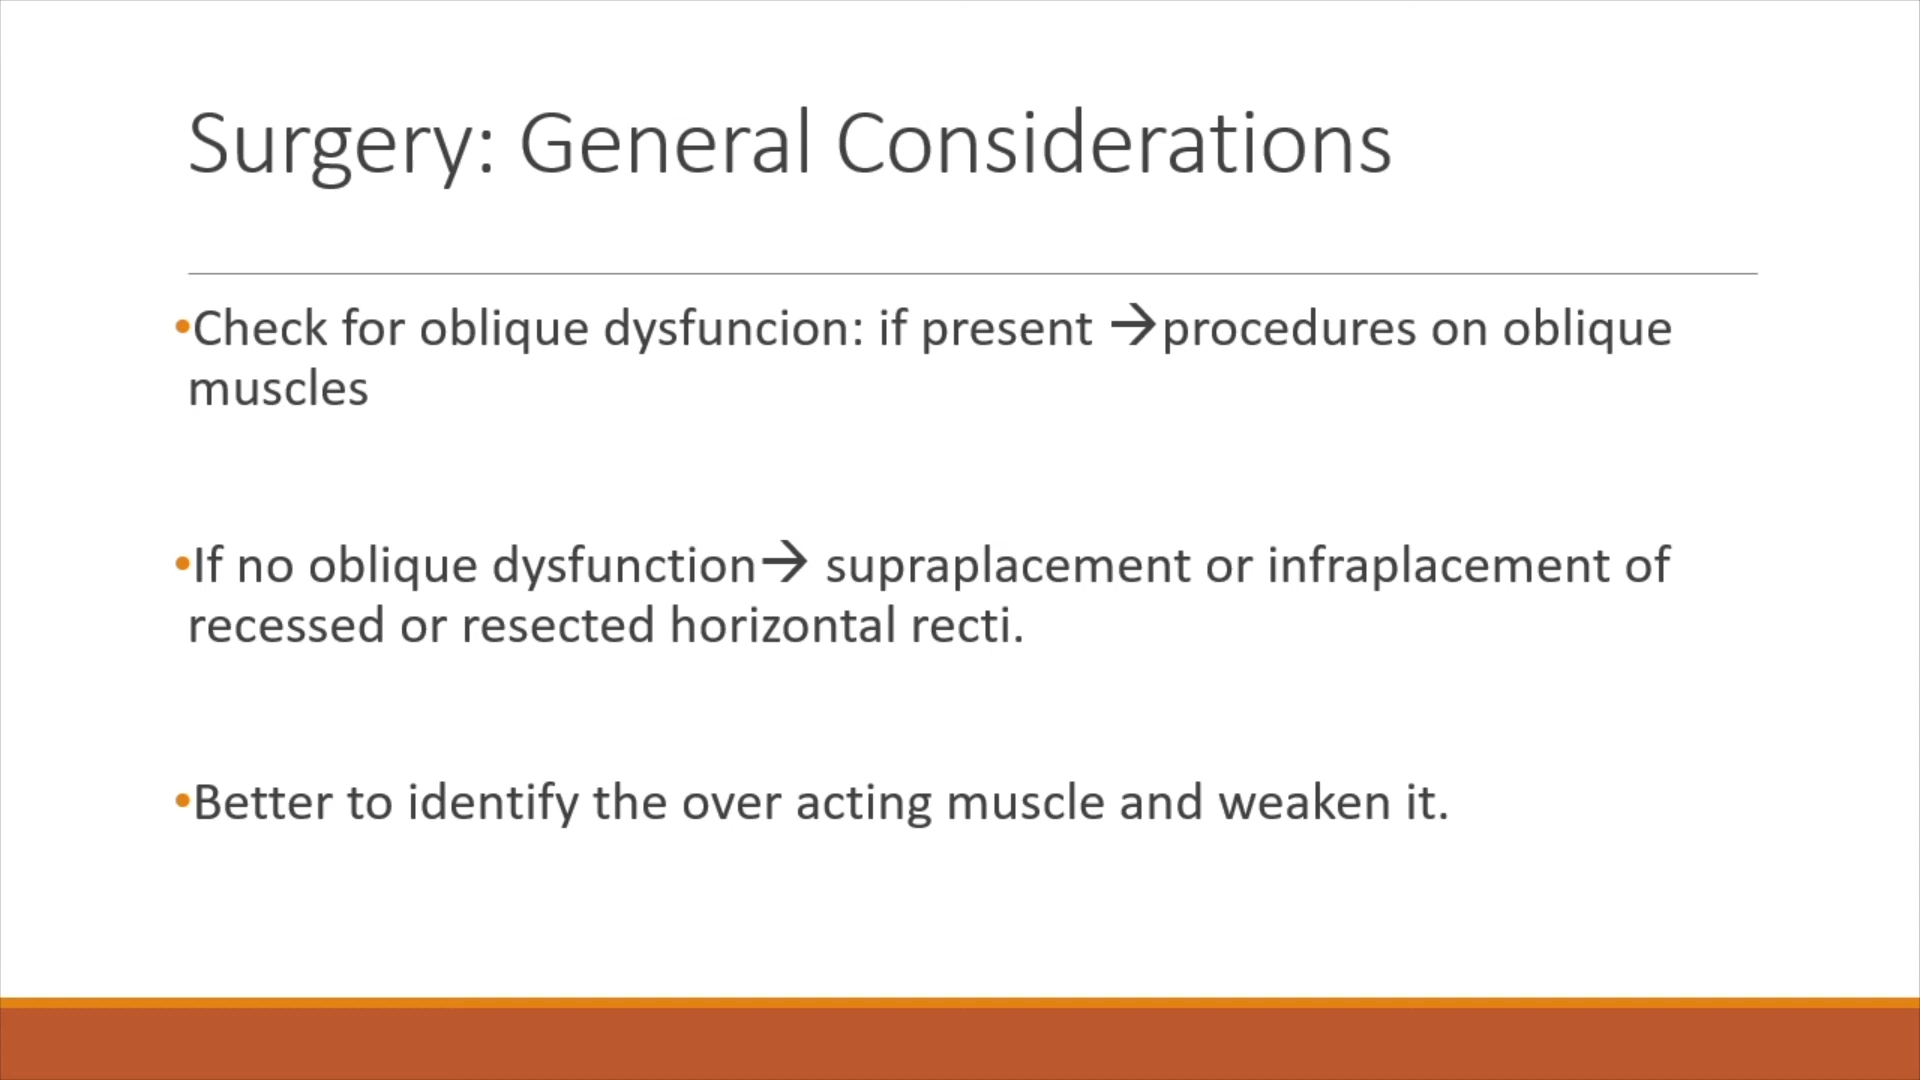 Surgery: General Considerations
•Check for oblique dysfuncion: if present →procedures on oblique
muscles
•If no oblique dysfunction→ supraplacement or infraplacement of
recessed or resected horizontal recti.
•Better to identify the over acting muscle and weaken it.